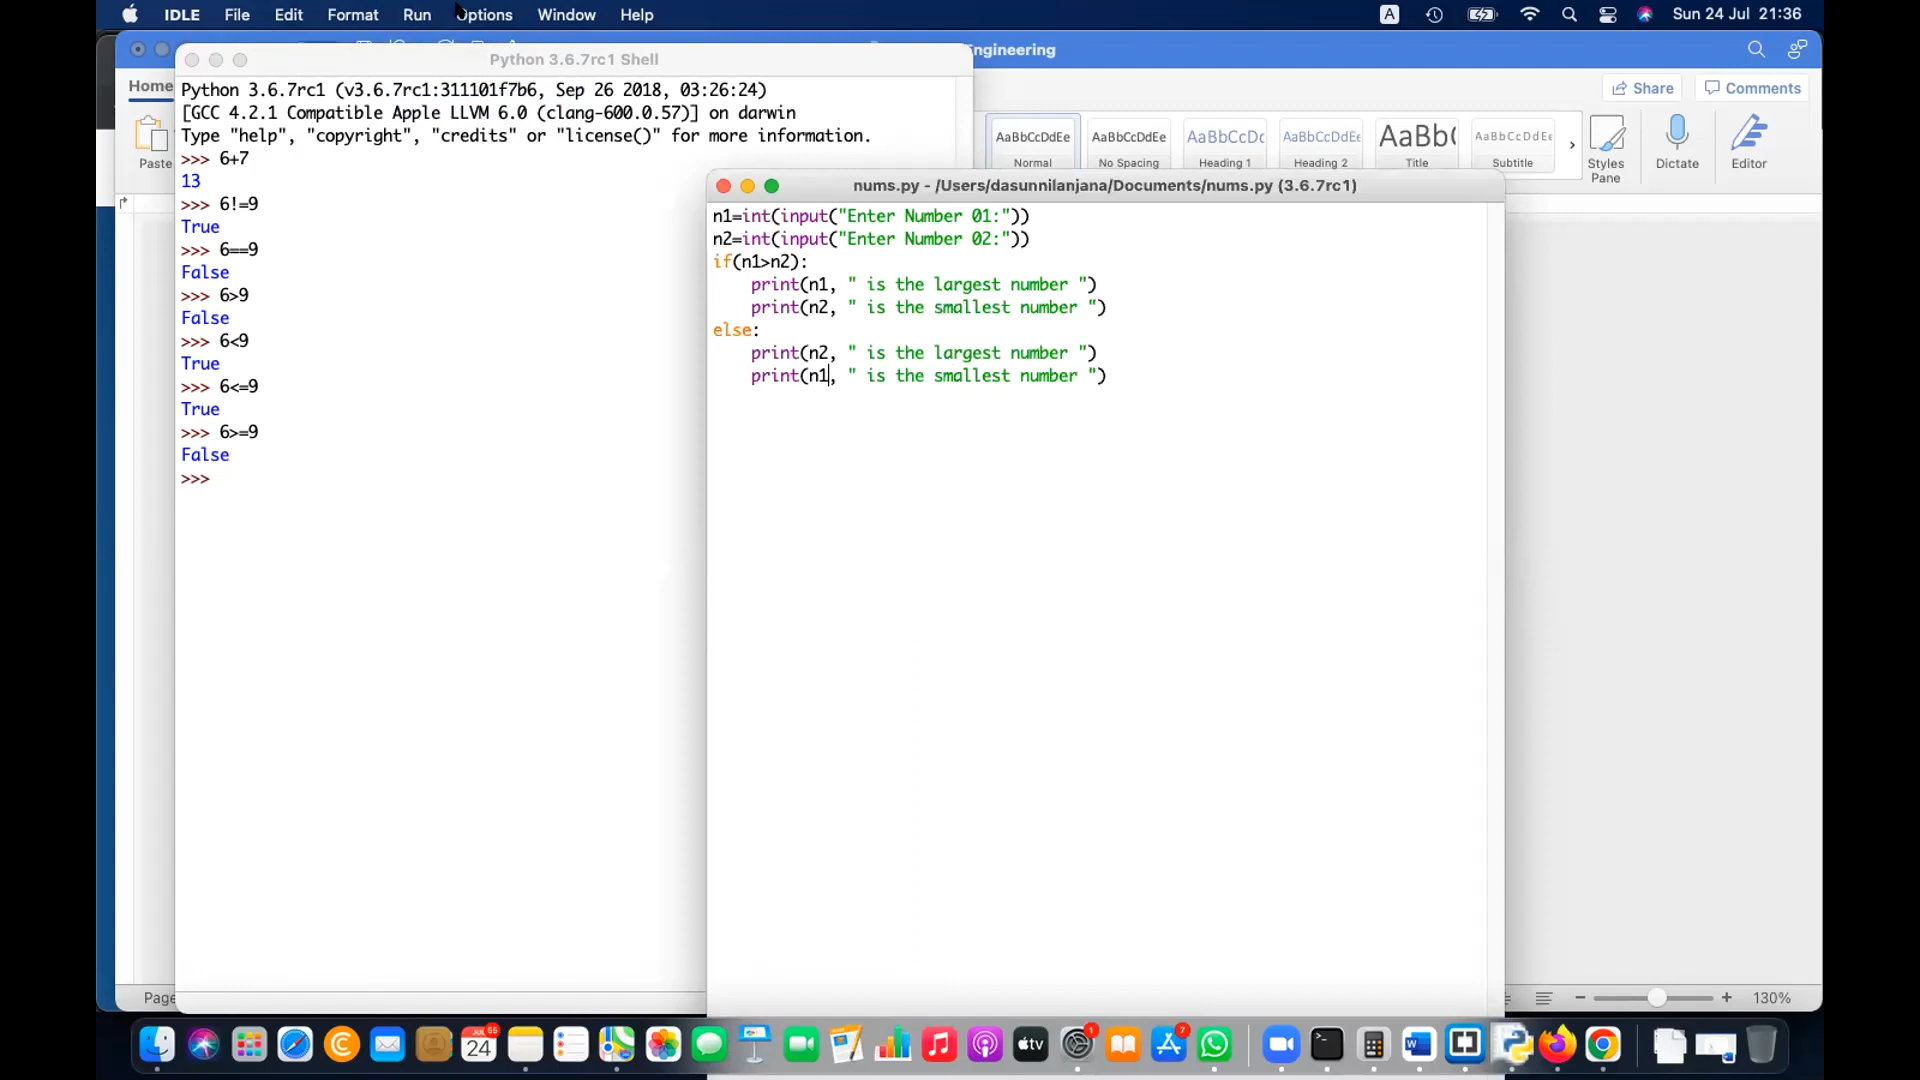 IDLE File Edit Format Run Options Window Help
A Sun 24 Jul 21:36
Engineering
Home
Share Comments
Paste
AaBbCcDdEe AaBbCcDdEe AaBbCcDc AaBbCcDdEe AaBb( AaBbCcDdEe
Normal No Spacing Heading 1 Heading 2 Title Subtitle
Styles Pane
Dictate
Editor
Python 3.6.7rc1 Shell
Python 3.6.7rc1 (v3.6.7rc1:311101f7b6, Sep 26 2018, 03:26:24)
[GCC 4.2.1 Compatible Apple LLVM 6.0 (clang-600.0.57)] on darwin
Type "help", "copyright", "credits" or "license()" for more information.
>>> 6+7
13
>>> 6!=9
True
>>> 6==9
False
>>> 6>9
False
>>> 6<9
True
>>> 6<=9
True
>>> 6>=9
False
>>>
nums.py - /Users/dasunnilanjana/Documents/nums.py (3.6.7rc1)
n1=int(input("Enter Number 01:"))
n2=int(input("Enter Number 02:"))
if(n1>n2):
    print(n1, " is the largest number ")
    print(n2, " is the smallest number ")
else:
    print(n2, " is the largest number ")
    print(n1, " is the smallest number ")
Page
130%
JUL 24
tv
1
7